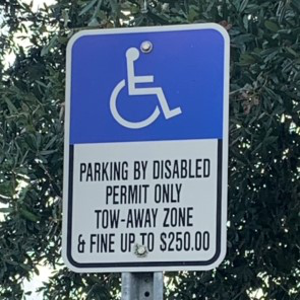 PARKING BY DISABLED
PERMIT ONLY
TOW-AWAY ZONE
& FINE UP TO $250.00